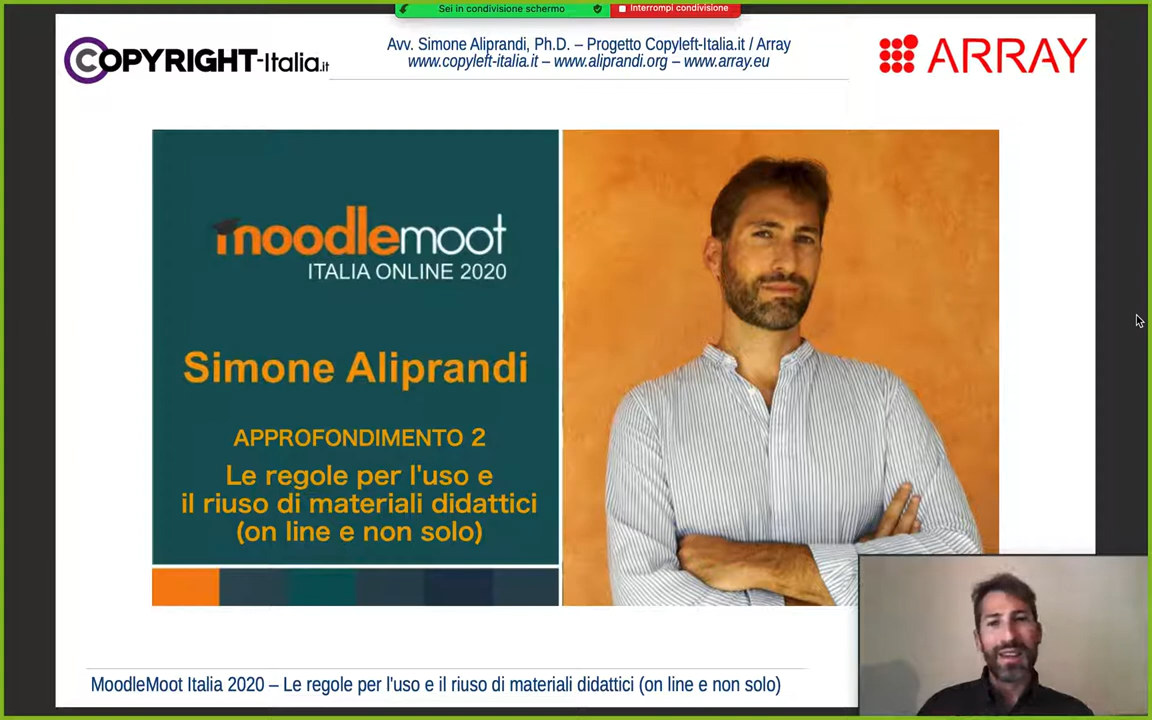 Sei in condivisione schermo
Interrompi condivisione
COPYRIGHT-Italia.it
Avv. Simone Aliprandi, Ph.D. – Progetto Copyleft-Italia.it / Array
www.copyleft-italia.it – www.aliprandi.org – www.array.eu
ARRAY
moodlemoot
ITALIA ONLINE 2020
Simone Aliprandi
APPROFONDIMENTO 2
Le regole per l'uso e
il riuso di materiali didattici
(on line e non solo)
MoodleMoot Italia 2020 – Le regole per l'uso e il riuso di materiali didattici (on line e non solo)